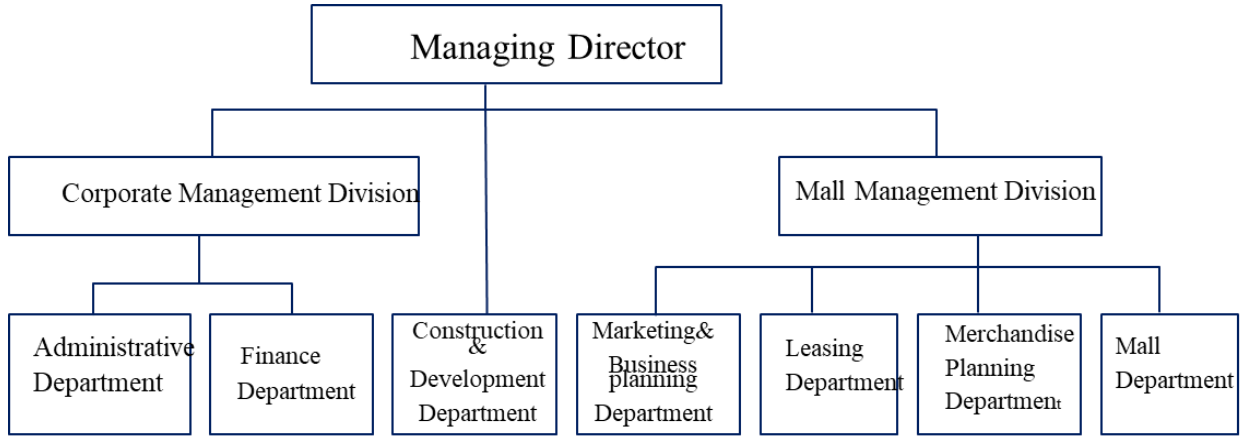 Managing Director
Corporate Management Division
Mall Management Division
Administrative
Department
Finance
Department
Construction
&
Development
Department
Marketing&
Business
planning
Department
Leasing
Department
Merchandise
Planning
Department
Mall
Department